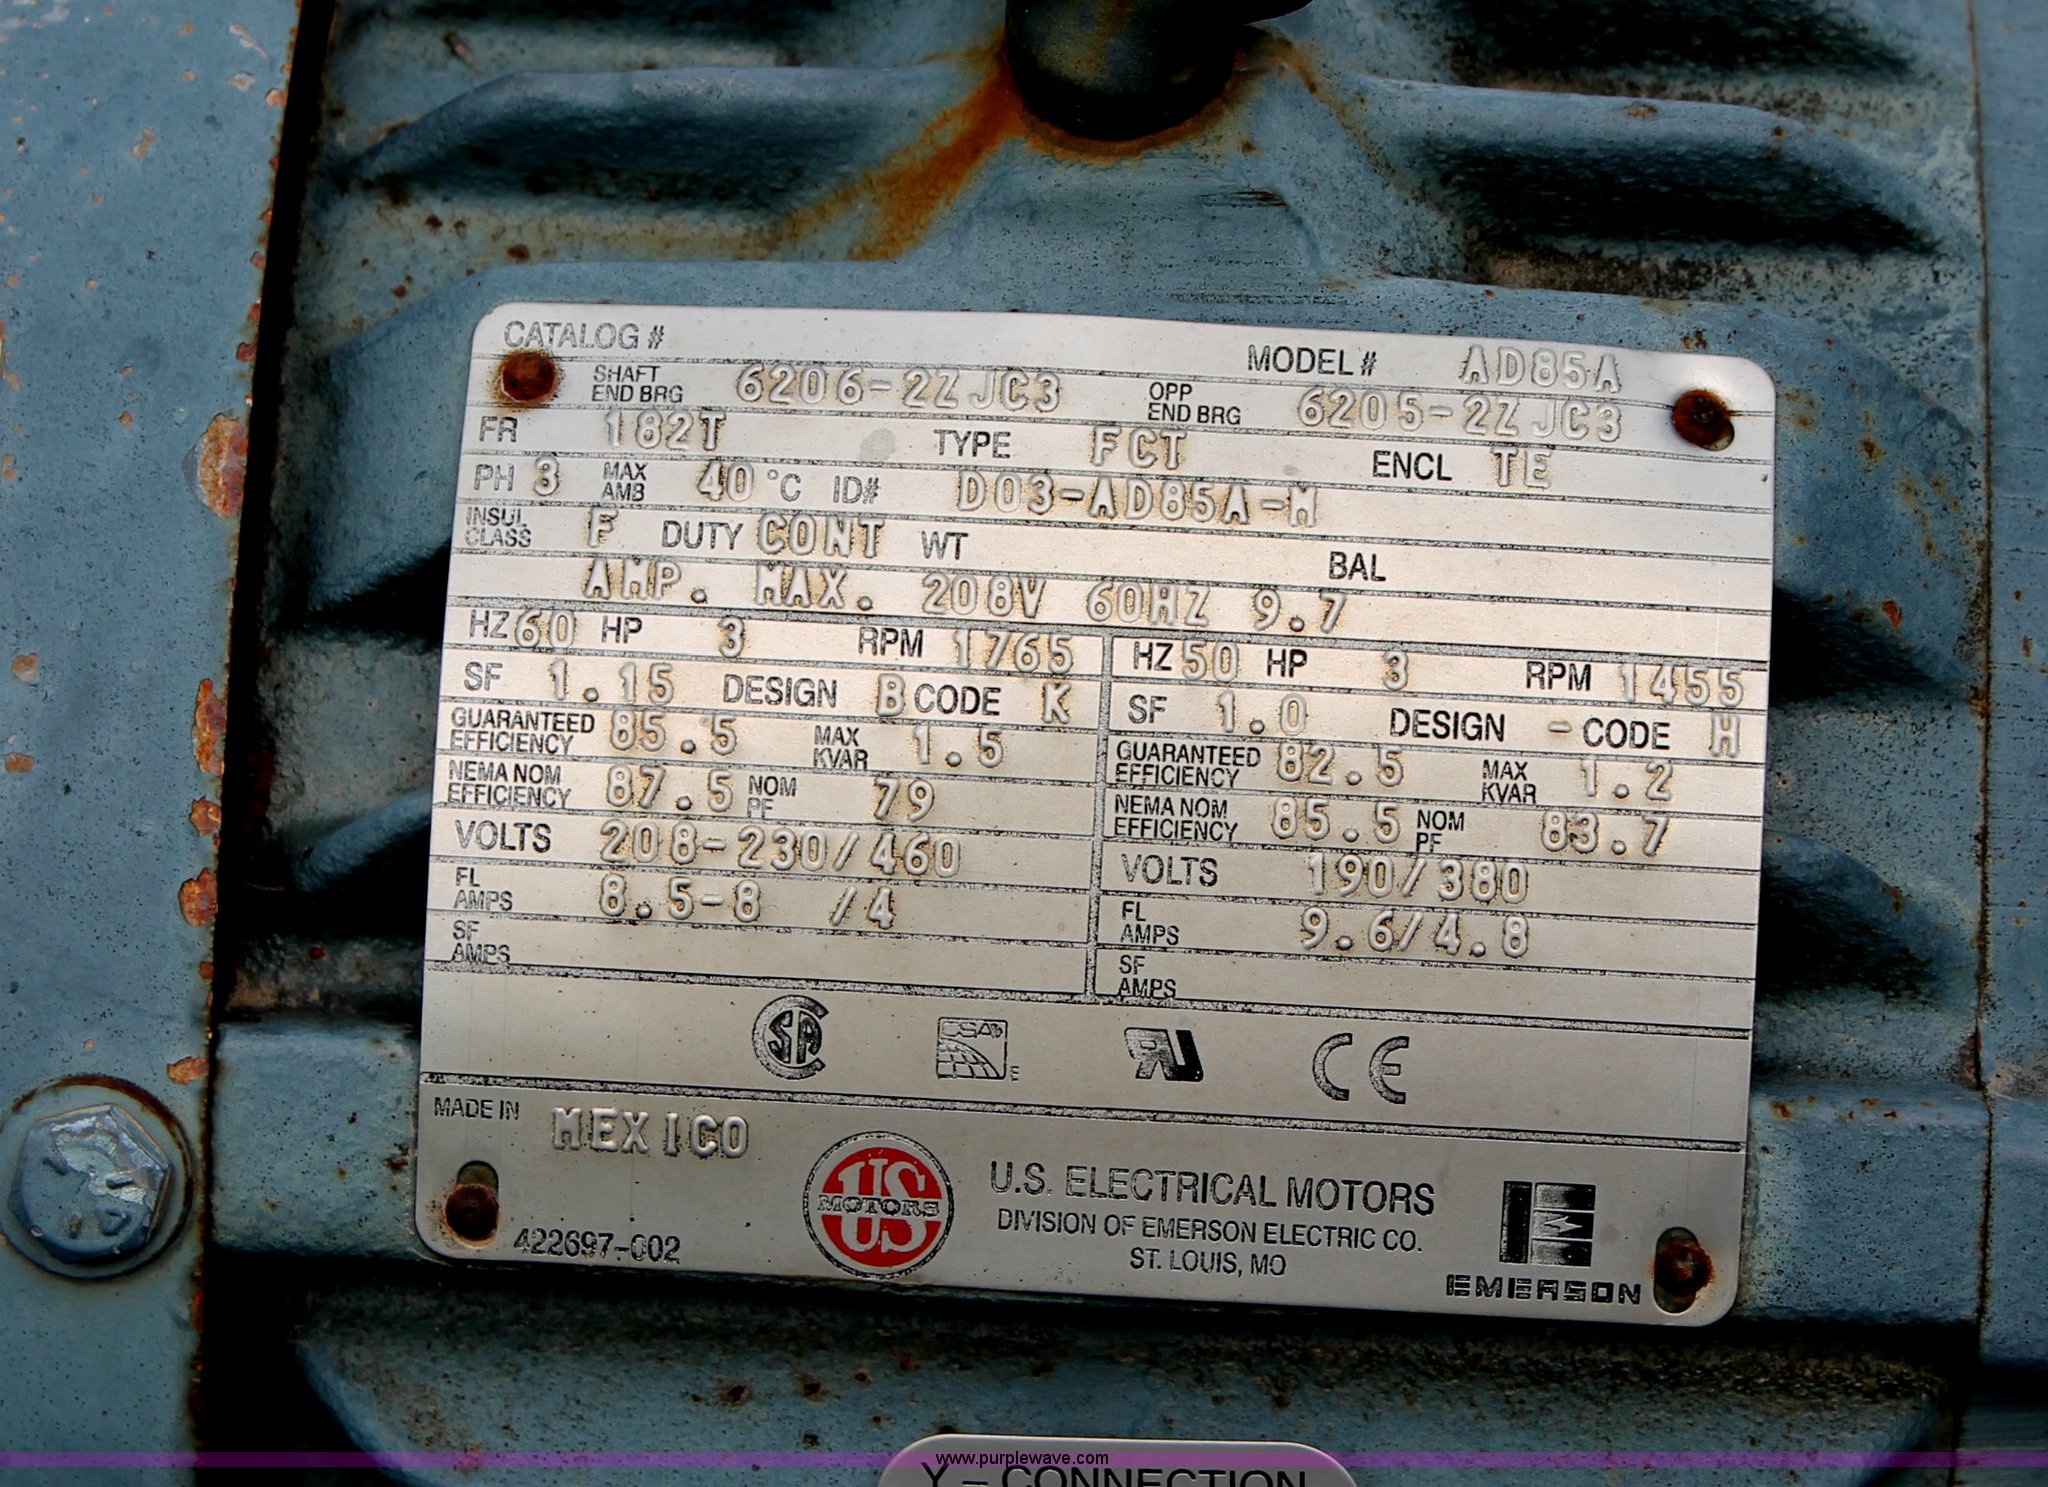 CATALOG #
MODEL # AD85A
SHAFT END BRG 6206-2ZJC3 OPP END BRG 6205-2ZJC3
FR 182T TYPE FCT ENCL TE
PH 3 MAX AMB 40 °C ID# D03-AD85A-M
INSUL CLASS F DUTY CONT WT BAL
AMP. MAX. 208V 60HZ 9.7
HZ 60 HP 3 RPM 1765
SF 1.15 DESIGN B CODE K
GUARANTEED EFFICIENCY 85.5 MAX KVAR 1.5
NEMA NOM EFFICIENCY 87.5 NOM PF 79
VOLTS 208-230/460
FL AMPS 8.5-8 /4
SF AMPS
HZ 50 HP 3 RPM 1455
SF 1.0 DESIGN - CODE H
GUARANTEED EFFICIENCY 82.5 MAX KVAR 1.2
NEMA NOM EFFICIENCY 85.5 NOM PF 83.7
VOLTS 190/380
FL AMPS 9.6/4.8
SF AMPS
SA CSA E RU CE
MADE IN MEXICO
US MOTORS
U.S. ELECTRICAL MOTORS
DIVISION OF EMERSON ELECTRIC CO.
ST. LOUIS, MO
EMERSON
422697-002
www.purplewave.com
Y - CONNECTION